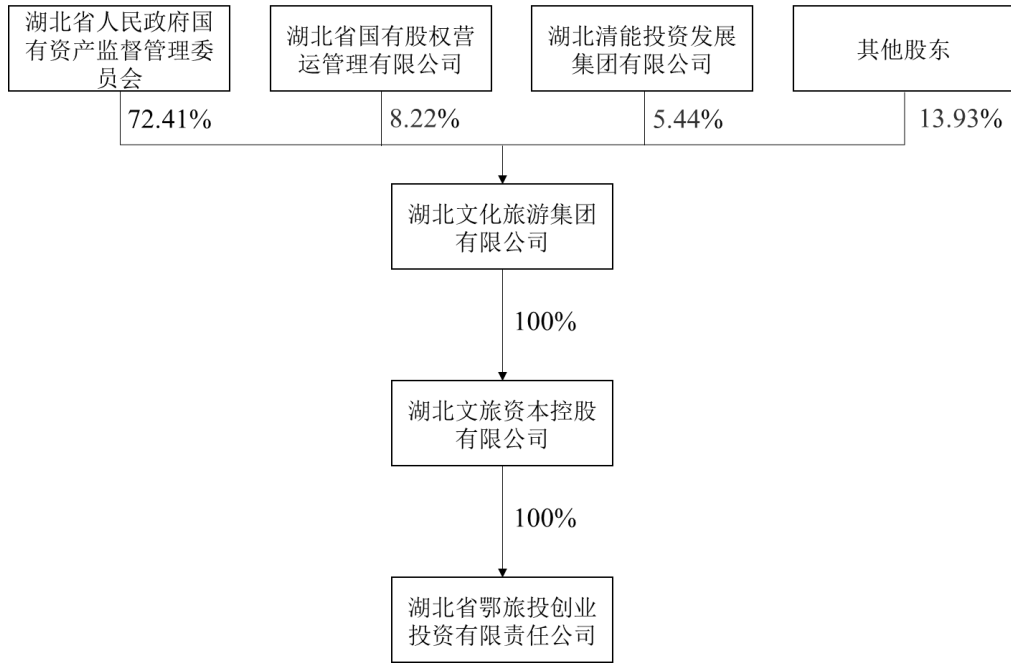 湖北省人民政府国
有资产监督管理委
员会
湖北省国有股权营
运管理有限公司
湖北清能投资发展
集团有限公司
其他股东
72.41%
8.22%
5.44%
13.93%
湖北文化旅游集团
有限公司
100%
湖北文旅资本控股
有限公司
100%
湖北省鄂旅投创业
投资有限责任公司